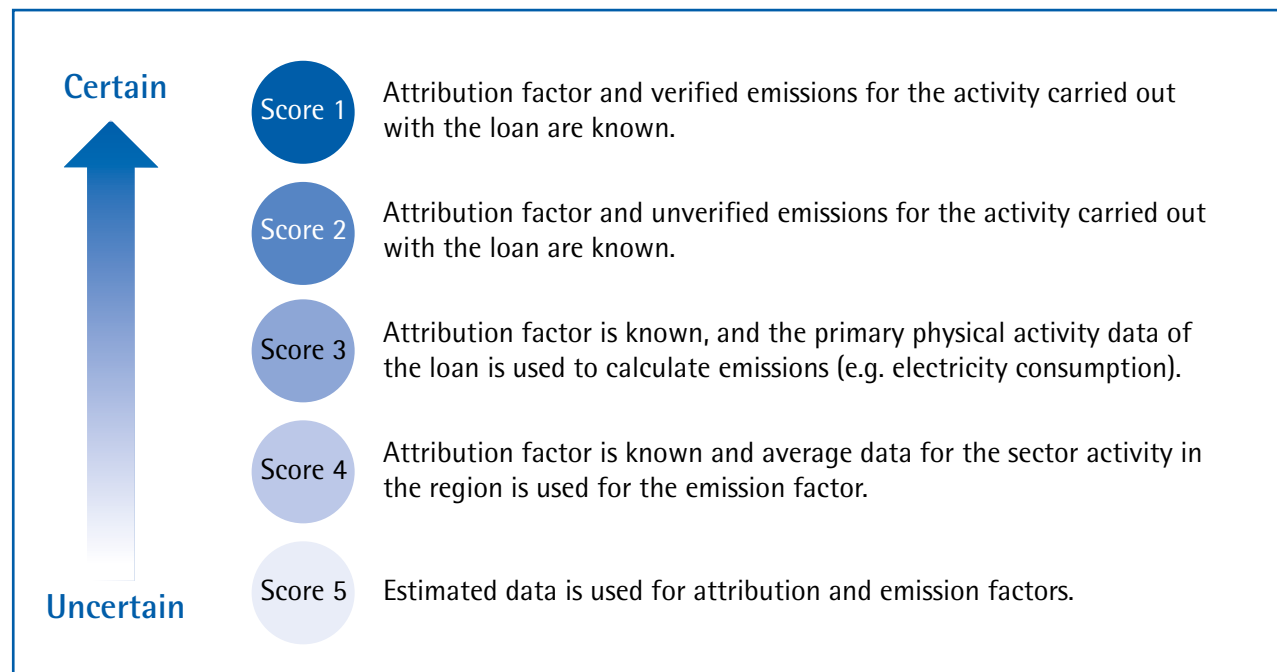 Certain
Score 1
Attribution factor and verified emissions for the activity carried out
with the loan are known.
Score 2
Attribution factor and unverified emissions for the activity carried out
with the loan are known.
Score 3
Attribution factor is known, and the primary physical activity data of
the loan is used to calculate emissions (e.g. electricity consumption).
Score 4
Attribution factor is known and average data for the sector activity in
the region is used for the emission factor.
Score 5
Estimated data is used for attribution and emission factors.
Uncertain